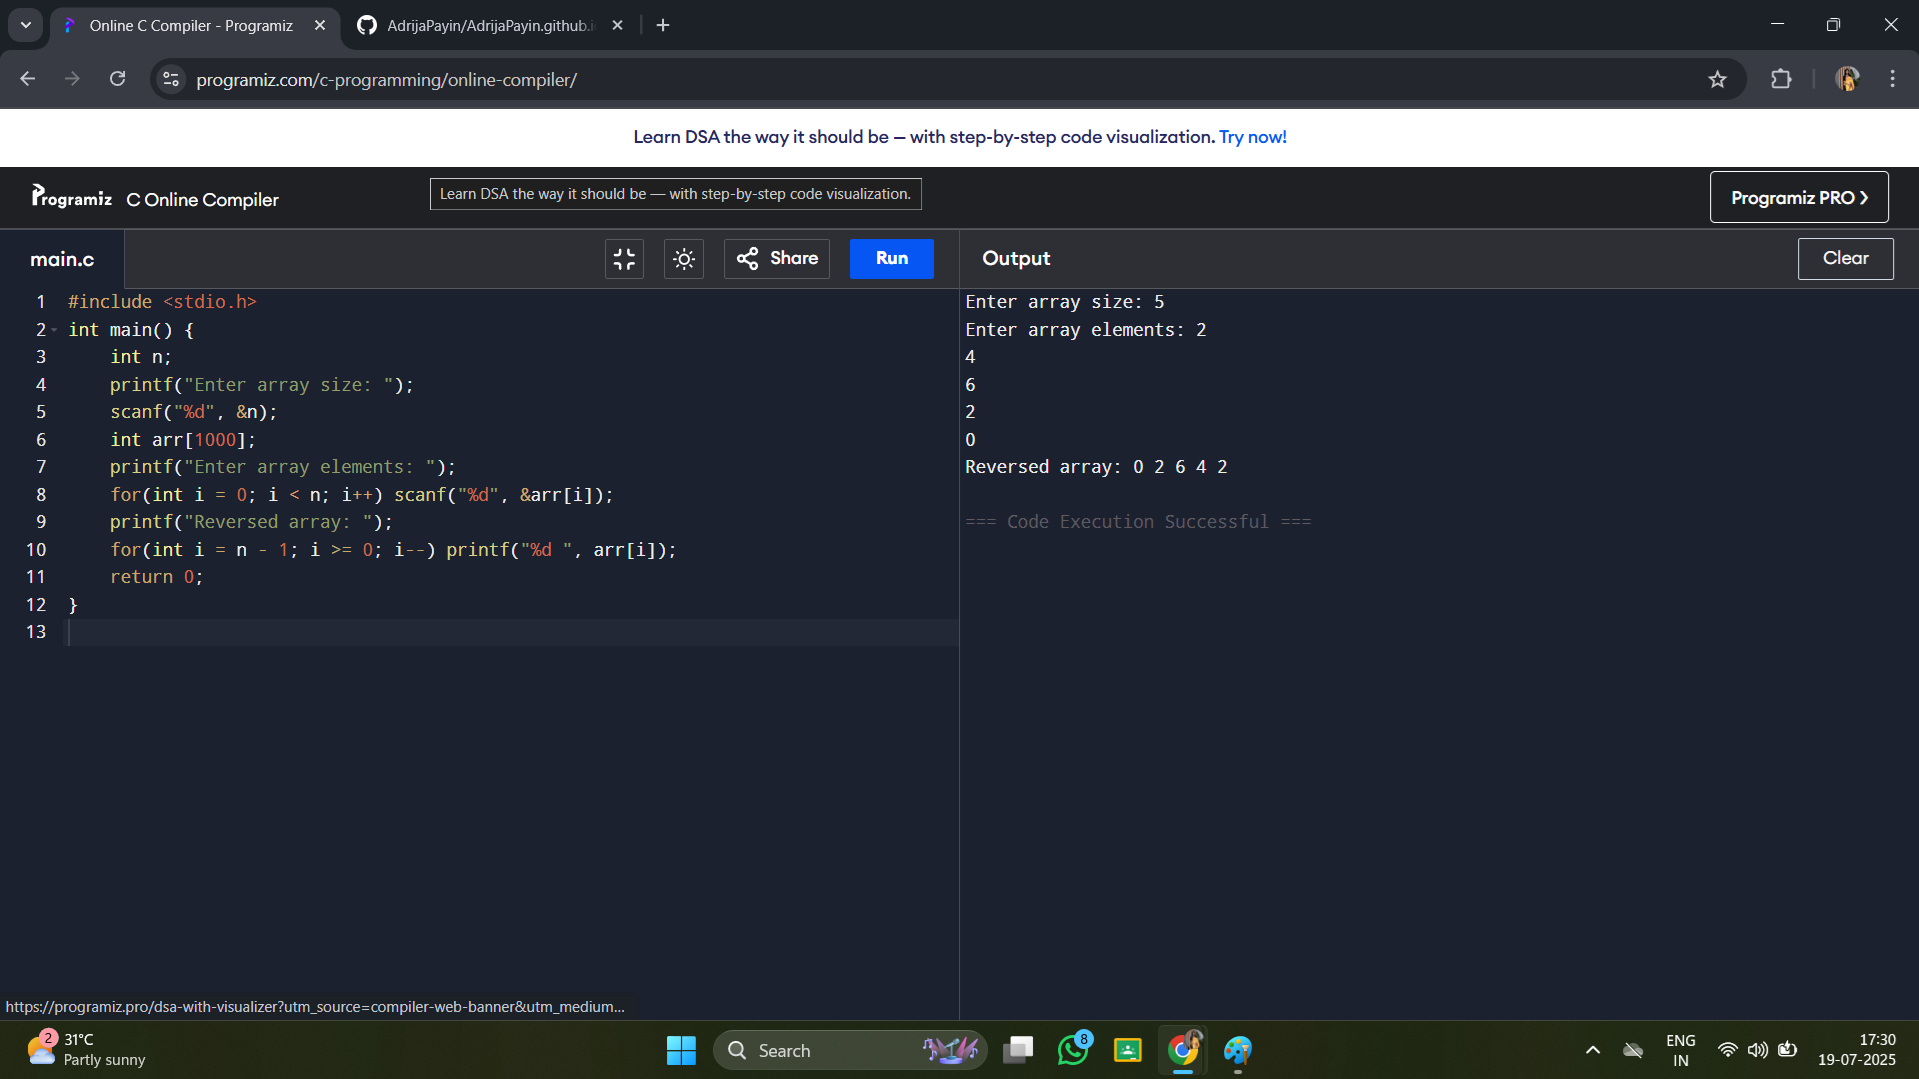 Online C Compiler - Programiz
AdrijaPayin/AdrijaPayin.github.i
programiz.com/c-programming/online-compiler/
Learn DSA the way it should be — with step-by-step code visualization. Try now!
Programiz C Online Compiler
Learn DSA the way it should be — with step-by-step code visualization.
Programiz PRO ❯
main.c
Share
Run
Output
Clear
1 #include <stdio.h>
2 int main() {
3     int n;
4     printf("Enter array size: ");
5     scanf("%d", &n);
6     int arr[1000];
7     printf("Enter array elements: ");
8     for(int i = 0; i < n; i++) scanf("%d", &arr[i]);
9     printf("Reversed array: ");
10     for(int i = n - 1; i >= 0; i--) printf("%d ", arr[i]);
11     return 0;
12 }
13
Enter array size: 5
Enter array elements: 2
4
6
2
0
Reversed array: 0 2 6 4 2
=== Code Execution Successful ===
https://programiz.pro/dsa-with-visualizer?utm_source=compiler-web-banner&utm_medium...
2
31°C
Partly sunny
Search
8
ENG
IN
17:30
19-07-2025